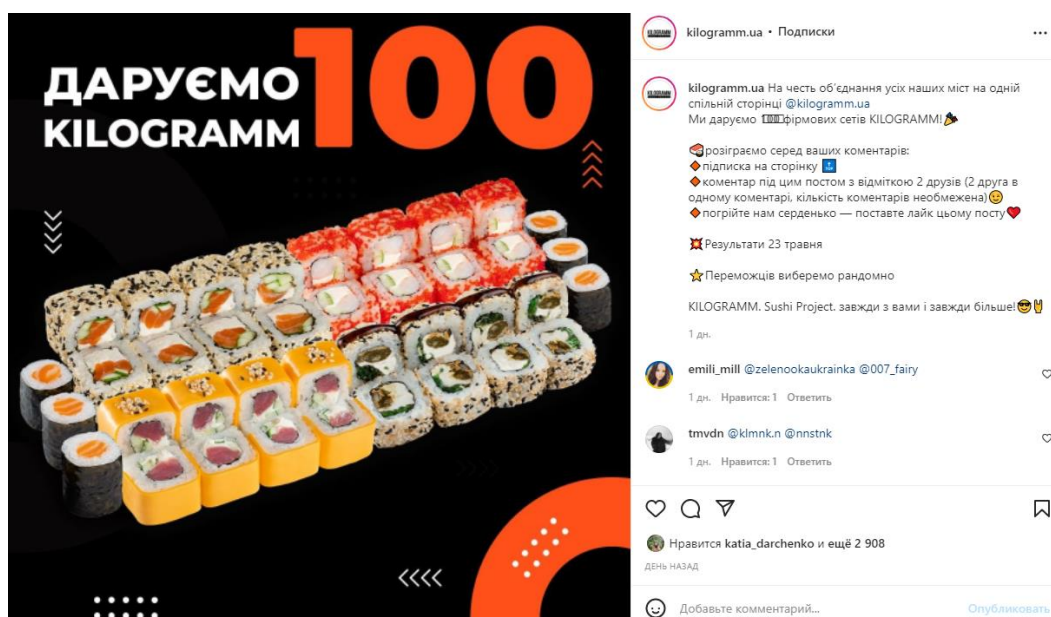 ДАРУЄМО 100
KILOGRAMM
kilogramm.ua • Подписки
kilogramm.ua На честь об'єднання усіх наших міст на одній
спільній сторінці @kilogramm.ua
Ми даруємо 100 фірмових сетів KILOGRAMM!
розіграємо серед ваших коментарів:
підписка на сторінку
коментар під цим постом з відміткою 2 друзів (2 друга в
одному коментарі, кількість коментарів необмежена)
погрійте нам серденько — поставте лайк цьому посту
Результати 23 травня
Переможців виберемо рандомно
KILOGRAMM. Sushi Project. завжди з вами і завжди більше!
1 дн.
emili_mill @zelenookaukrainka @007_fairy
1 дн. Нравится: 1 Ответить
tmvdn @klmnk.n @nnstnk
1 дн. Нравится: 1 Ответить
Нравится katia_darchenko и ещё 2 908
ДЕНЬ НАЗАД
Добавьте комментарий... Опубликовать